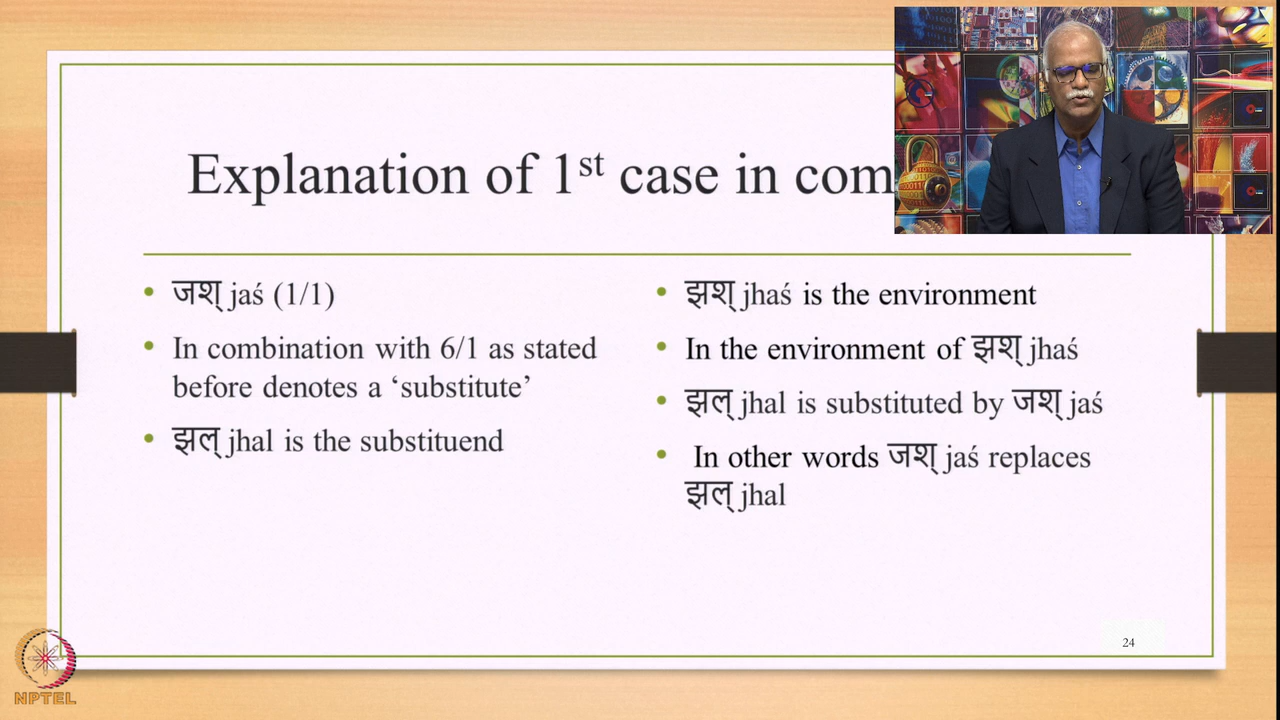 Explanation of 1st case in com
• जश् jaś (1/1)
• In combination with 6/1 as stated
before denotes a ‘substitute’
• झल् jhal is the substituend
• झश् jhaś is the environment
• In the environment of झश् jhaś
• झल् jhal is substituted by जश् jaś
• In other words जश् jaś replaces
झल् jhal
24
NPTEL